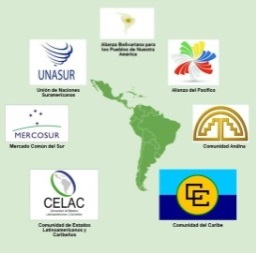 Alianza Bolivariana para
los Pueblos de Nuestra
América
UNASUR
Unión de Naciones
Suramericanas
Alianza del Pacífico
MERCOSUR
Mercado Común del Sur
Comunidad Andina
CELAC
Comunidad de Estados
Latinoamericanos y
Caribeños
CC
Comunidad del Caribe